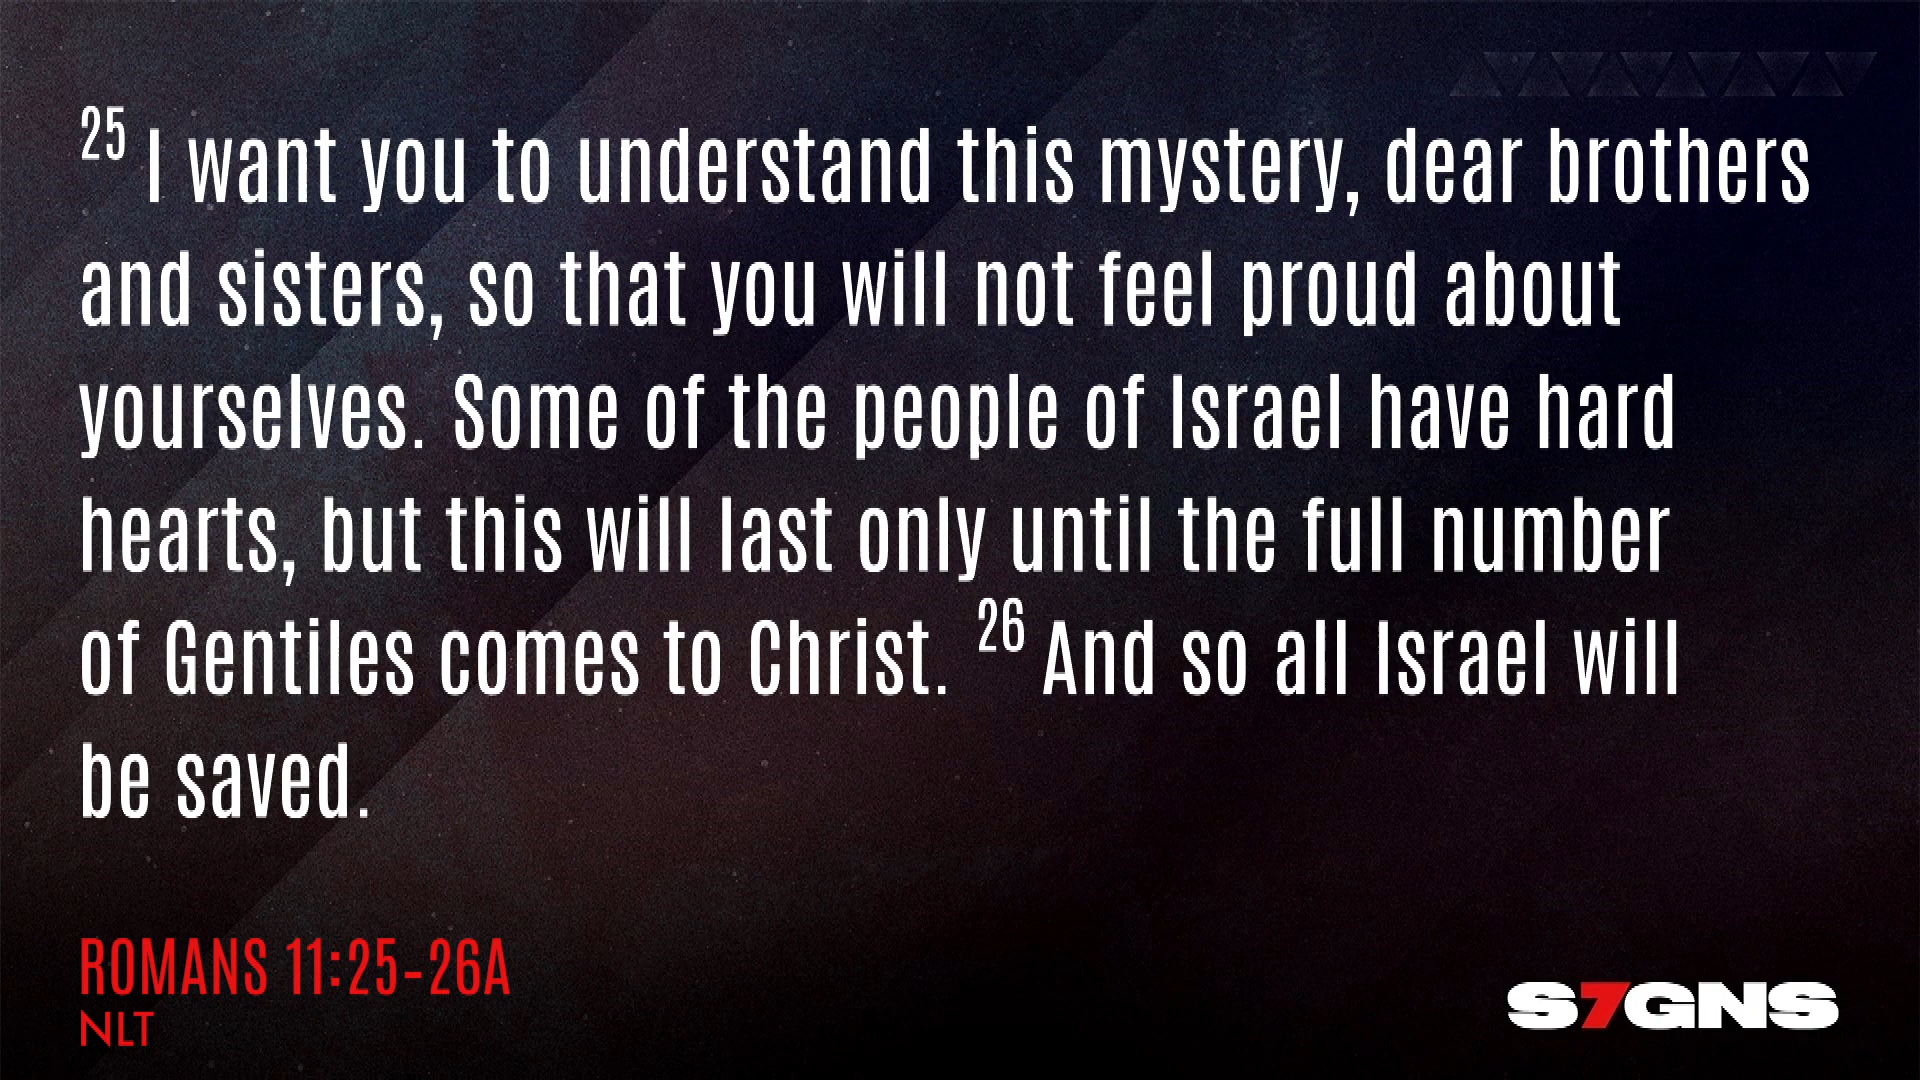 25 I want you to understand this mystery, dear brothers
and sisters, so that you will not feel proud about
yourselves. Some of the people of Israel have hard
hearts, but this will last only until the full number
of Gentiles comes to Christ. 26 And so all Israel will
be saved.
ROMANS 11:25-26A
NLT
S7GNS